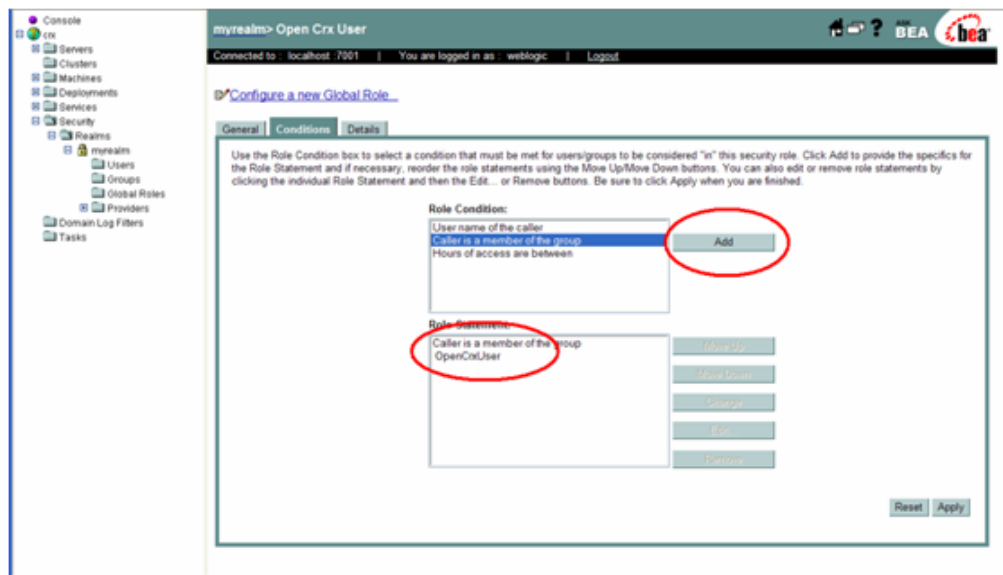 Console
crx
Servers
Clusters
Machines
Deployments
Services
Security
Realms
myrealm
Users
Groups
Global Roles
Providers
Domain Log Filters
Tasks
myrealm> Open Crx User
? ASK BEA bea
Connected to : localhost :7001 | You are logged in as : weblogic | Logout
Configure a new Global Role...
General Conditions Details
Use the Role Condition box to select a condition that must be met for users/groups to be considered "in" this security role. Click Add to provide the specifics for
the Role Statement and if necessary, reorder the role statements using the Move Up/Move Down buttons. You can also edit or remove role statements by
clicking the individual Role Statement and then the Edit... or Remove buttons. Be sure to click Apply when you are finished.
Role Condition:
User name of the caller
Caller is a member of the group
Hours of access are between
Add
Role Statement:
Caller is a member of the group
OpenCrxUser
Move Up
Move Down
Change
Edit...
Remove
Reset Apply